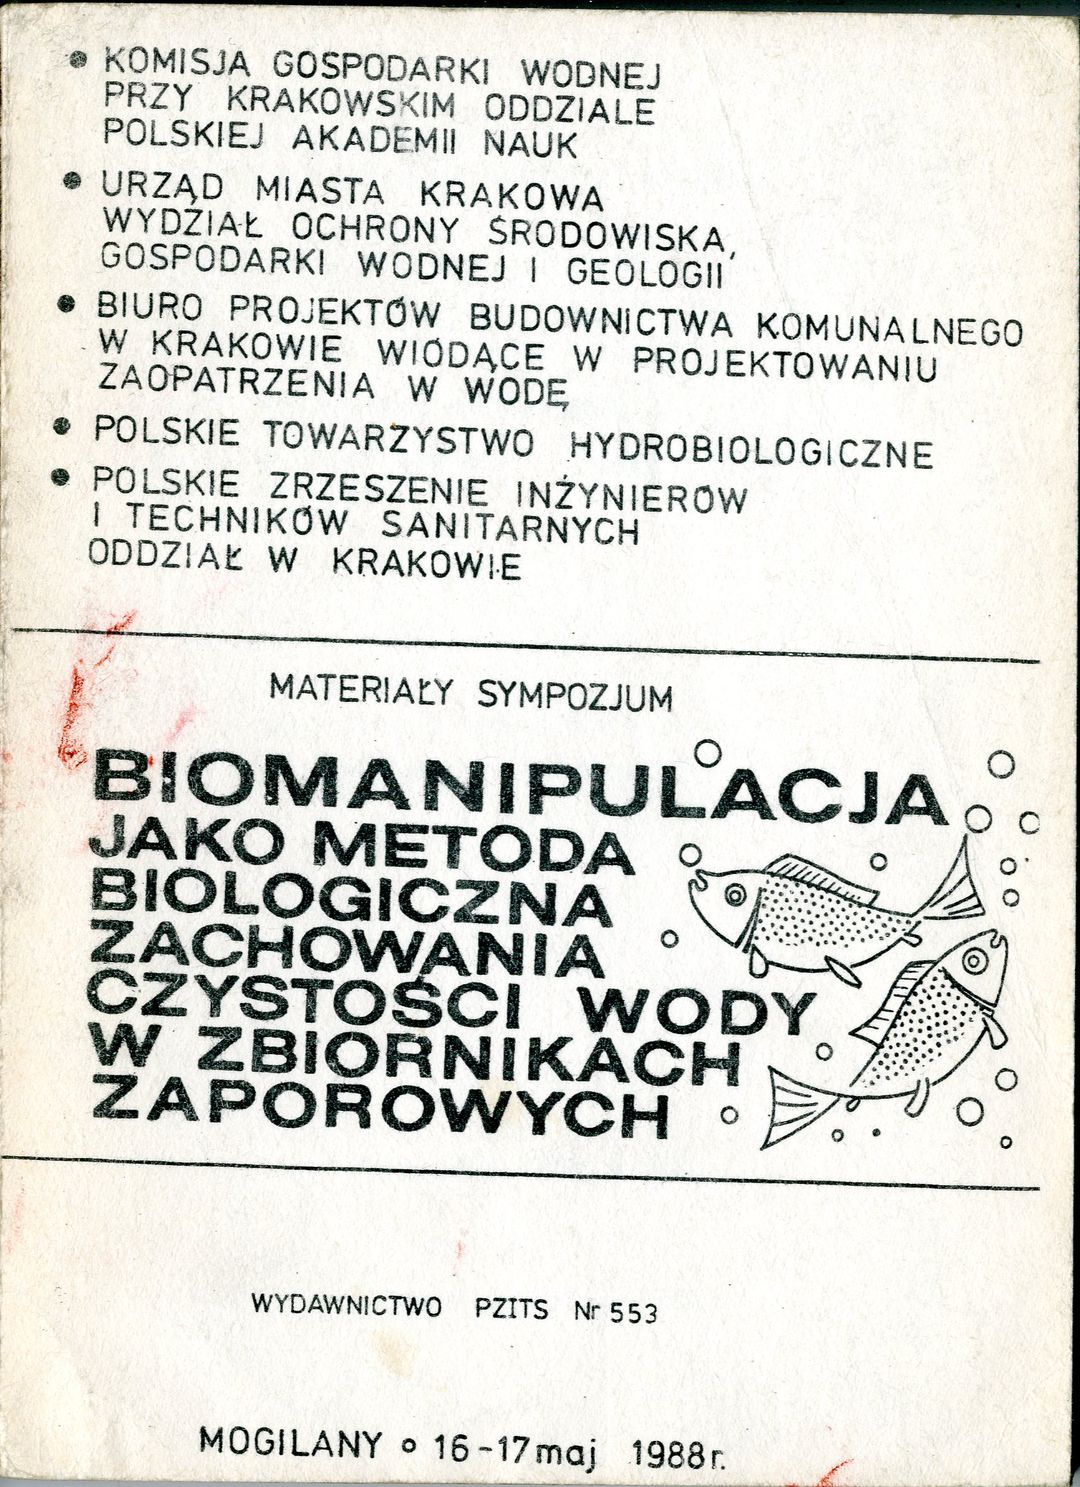 • KOMISJA GOSPODARKI WODNEJ
PRZY KRAKOWSKIM ODDZIALE
POLSKIEJ AKADEMII NAUK
• URZĄD MIASTA KRAKOWA
WYDZIAŁ OCHRONY ŚRODOWISKA,
GOSPODARKI WODNEJ I GEOLOGII
• BIURO PROJEKTÓW BUDOWNICTWA KOMUNALNEGO
W KRAKOWIE WIODĄCE W PROJEKTOWANIU
ZAOPATRZENIA W WODĘ
• POLSKIE TOWARZYSTWO HYDROBIOLOGICZNE
• POLSKIE ZRZESZENIE INŻYNIERÓW
I TECHNIKÓW SANITARNYCH
ODDZIAŁ W KRAKOWIE
MATERIAŁY SYMPOZJUM
BIOMANIPULACJA
JAKO METODA
BIOLOGICZNA
ZACHOWANIA
CZYSTOŚCI WODY
W ZBIORNIKACH
ZAPOROWYCH
WYDAWNICTWO PZITS Nr 553
MOGILANY o 16-17 maj 1988 r.